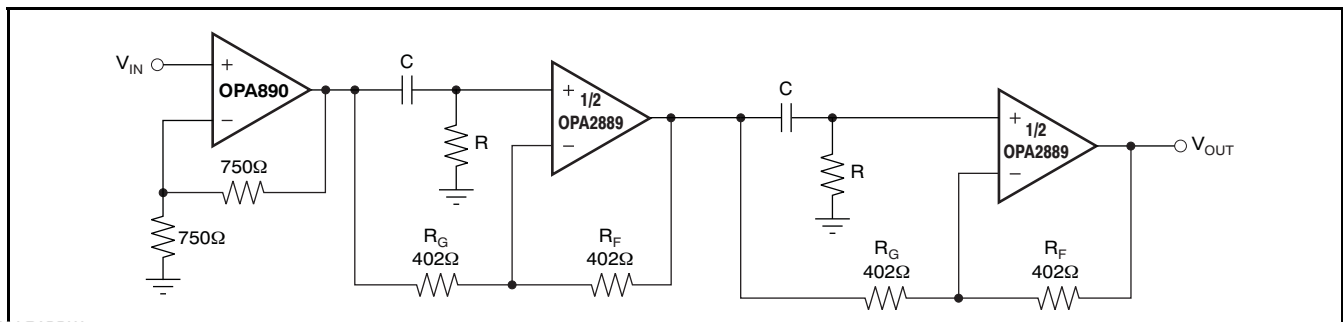 V_IN
+
OPA890
−
750Ω
750Ω
C
R
+
1/2
OPA2889
−
R_G
402Ω
R_F
402Ω
C
R
+
1/2
OPA2889
−
V_OUT
R_G
402Ω
R_F
402Ω